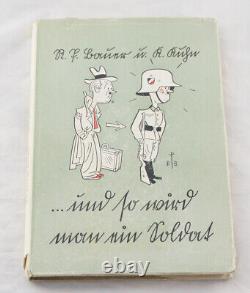 R. P. Bauer u. K. Kuhn
P
R B
...und so wird
man ein Soldat